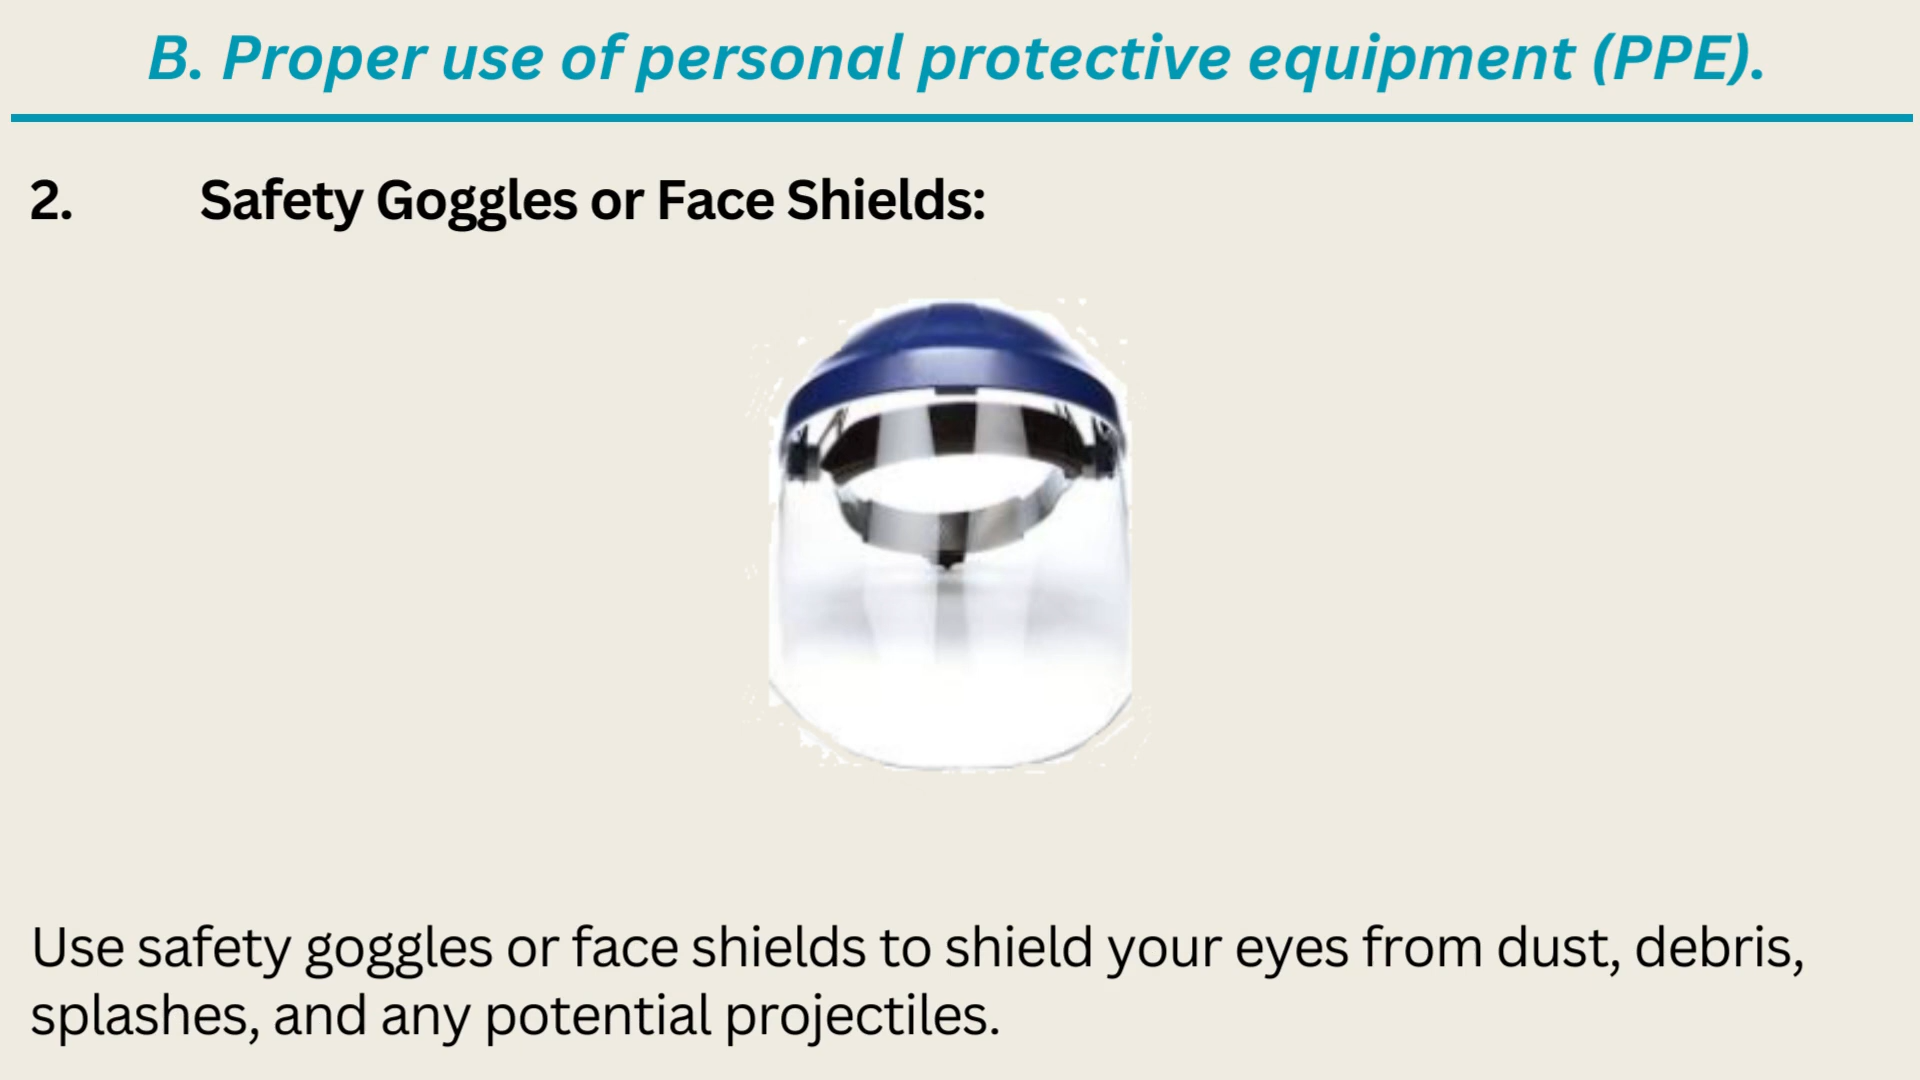 B. Proper use of personal protective equipment (PPE).
2. Safety Goggles or Face Shields:
Use safety goggles or face shields to shield your eyes from dust, debris,
splashes, and any potential projectiles.